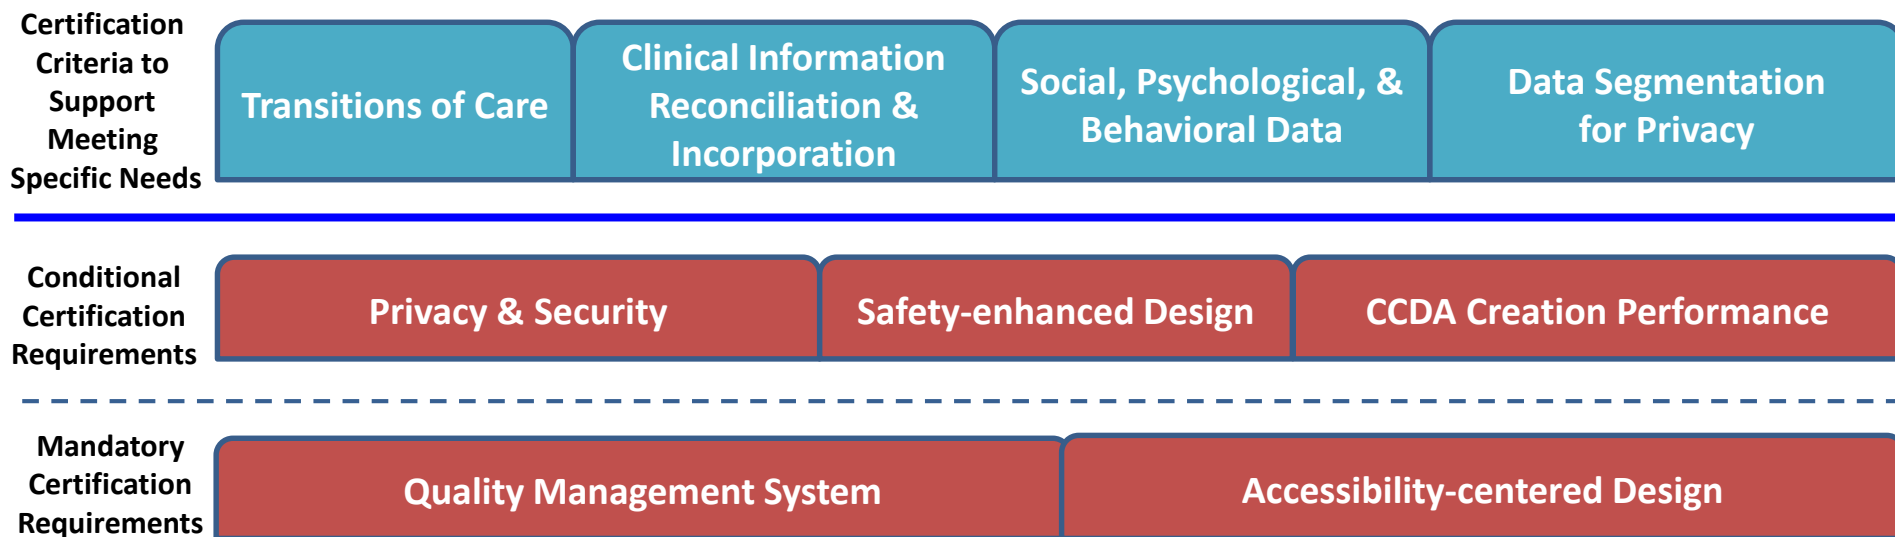 Certification
Criteria to
Support
Meeting
Specific Needs
Transitions of Care
Clinical Information
Reconciliation &
Incorporation
Social, Psychological, &
Behavioral Data
Data Segmentation
for Privacy
Conditional
Certification
Requirements
Privacy & Security
Safety-enhanced Design
CCDA Creation Performance
Mandatory
Certification
Requirements
Quality Management System
Accessibility-centered Design